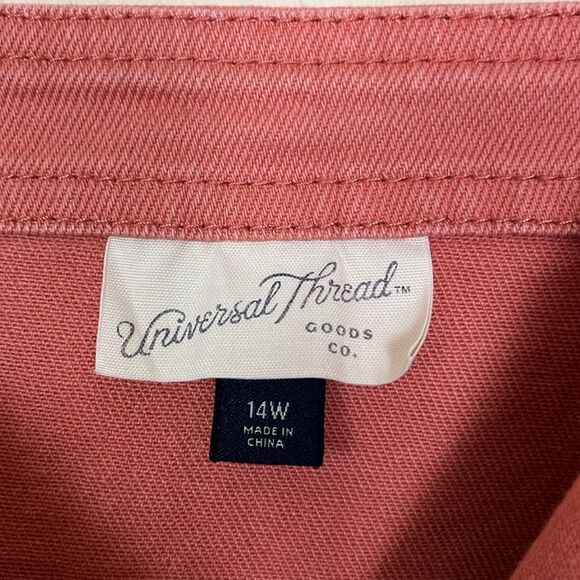 Universal Thread™
GOODS
CO.
14W
MADE IN
CHINA